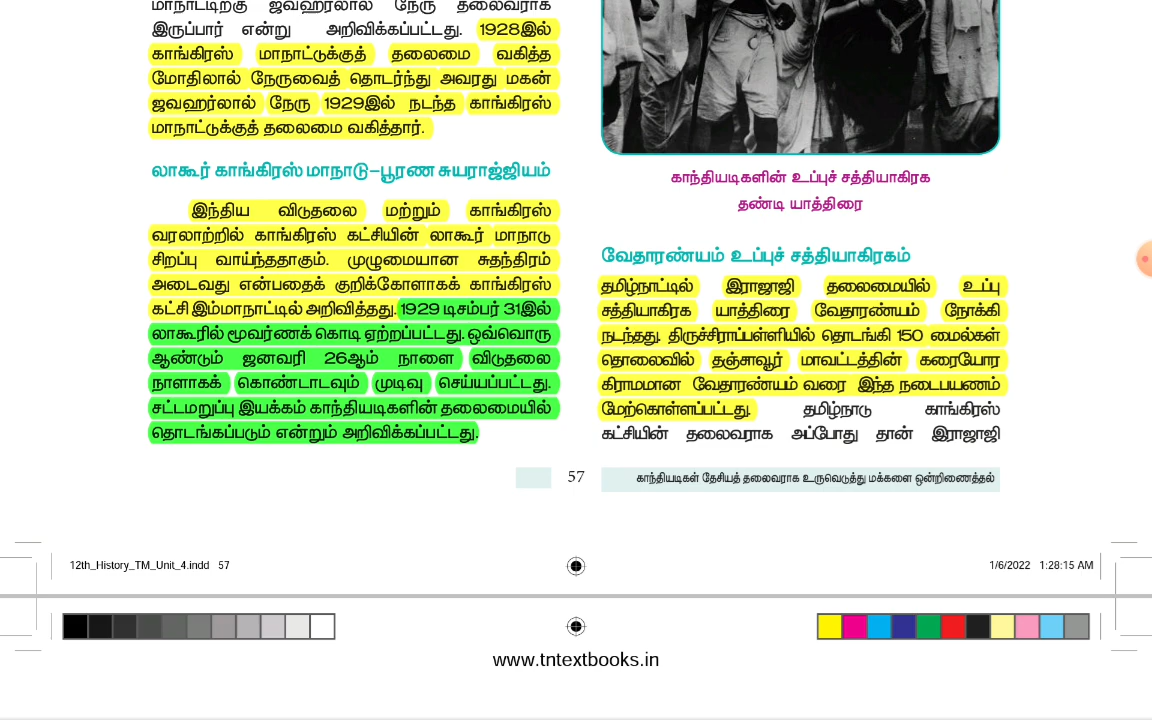 மாநாட்டிற்கு ஜவஹர்லால் நேரு தலைவராக
இருப்பார் என்று அறிவிக்கப்பட்டது. 1928இல்
காங்கிரஸ் மாநாட்டுக்குத் தலைமை வகித்த
மோதிலால் நேருவைத் தொடர்ந்து அவரது மகன்
ஜவஹர்லால் நேரு 1929இல் நடந்த காங்கிரஸ்
மாநாட்டுக்குத் தலைமை வகித்தார்.
லாகூர் காங்கிரஸ் மாநாடு–பூரண சுயராஜ்ஜியம்
இந்திய விடுதலை மற்றும் காங்கிரஸ்
வரலாற்றில் காங்கிரஸ் கட்சியின் லாகூர் மாநாடு
சிறப்பு வாய்ந்ததாகும். முழுமையான சுதந்திரம்
அடைவது என்பதைக் குறிக்கோளாகக் காங்கிரஸ்
கட்சி இம்மாநாட்டில் அறிவித்தது. 1929 டிசம்பர் 31இல்
லாகூரில் மூவர்ணக் கொடி ஏற்றப்பட்டது. ஒவ்வொரு
ஆண்டும் ஜனவரி 26ஆம் நாளை விடுதலை
நாளாகக் கொண்டாடவும் முடிவு செய்யப்பட்டது.
சட்டமறுப்பு இயக்கம் காந்தியடிகளின் தலைமையில்
தொடங்கப்படும் என்றும் அறிவிக்கப்பட்டது.
காந்தியடிகளின் உப்புச் சத்தியாகிரக
தண்டி யாத்திரை
வேதாரண்யம் உப்புச் சத்தியாகிரகம்
தமிழ்நாட்டில் இராஜாஜி தலைமையில் உப்பு
சத்தியாகிரக யாத்திரை வேதாரண்யம் நோக்கி
நடந்தது. திருச்சிராப்பள்ளியில் தொடங்கி 150 மைல்கள்
தொலைவில் தஞ்சாவூர் மாவட்டத்தின் கரையோர
கிராமமான வேதாரண்யம் வரை இந்த நடைபயணம்
மேற்கொள்ளப்பட்டது. தமிழ்நாடு காங்கிரஸ்
கட்சியின் தலைவராக அப்போது தான் இராஜாஜி
57
காந்தியடிகள் தேசியத் தலைவராக உருவெடுத்து மக்களை ஒன்றிணைத்தல்
12th_History_TM_Unit_4.indd 57
1/6/2022 1:28:15 AM
www.tntextbooks.in